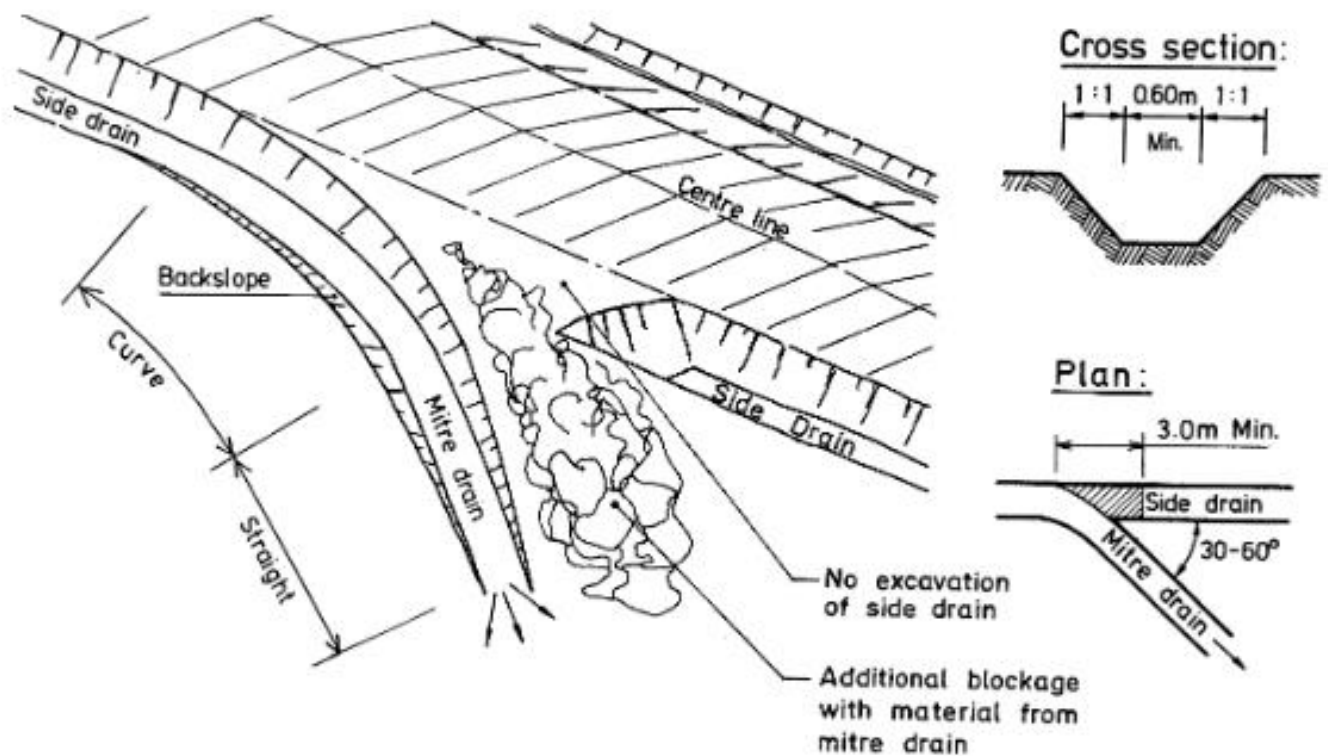 Side drain
Centre line
Backslope
Curve
Mitre drain
Side Drain
Straight
No excavation
of side drain
Additional blockage
with material from
mitre drain
Cross section:
1:1 0.60m 1:1
Min.
Plan:
3.0m Min.
Side drain
30-60°
Mitre drain